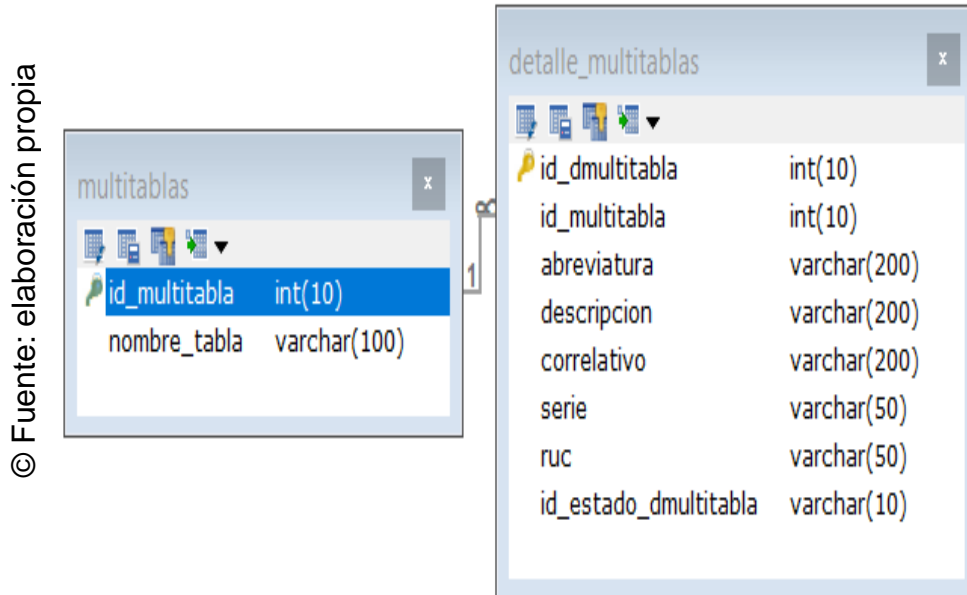 © Fuente: elaboración propia
multitablas
x
id_multitabla int(10)
nombre_tabla varchar(100)
1
∞
detalle_multitablas
x
id_dmultitabla int(10)
id_multitabla int(10)
abreviatura varchar(200)
descripcion varchar(200)
correlativo varchar(200)
serie varchar(50)
ruc varchar(50)
id_estado_dmultitabla varchar(10)